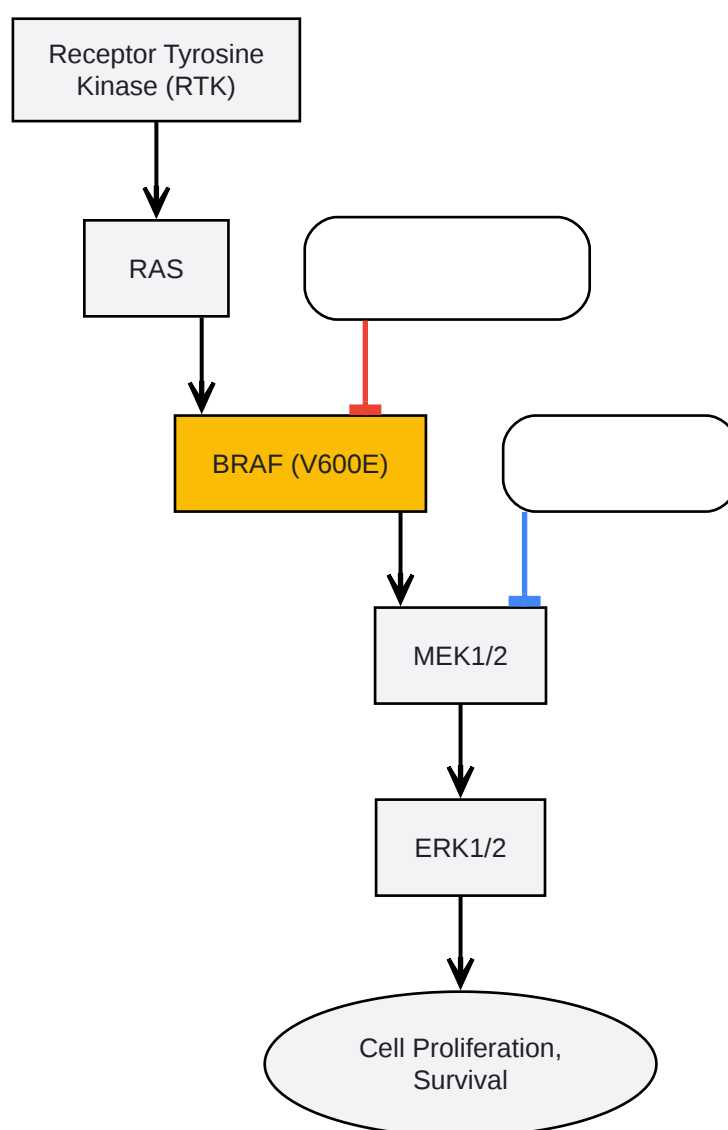 Receptor Tyrosine
Kinase (RTK)
RAS
BRAF (V600E)
MEK1/2
ERK1/2
Cell Proliferation,
Survival